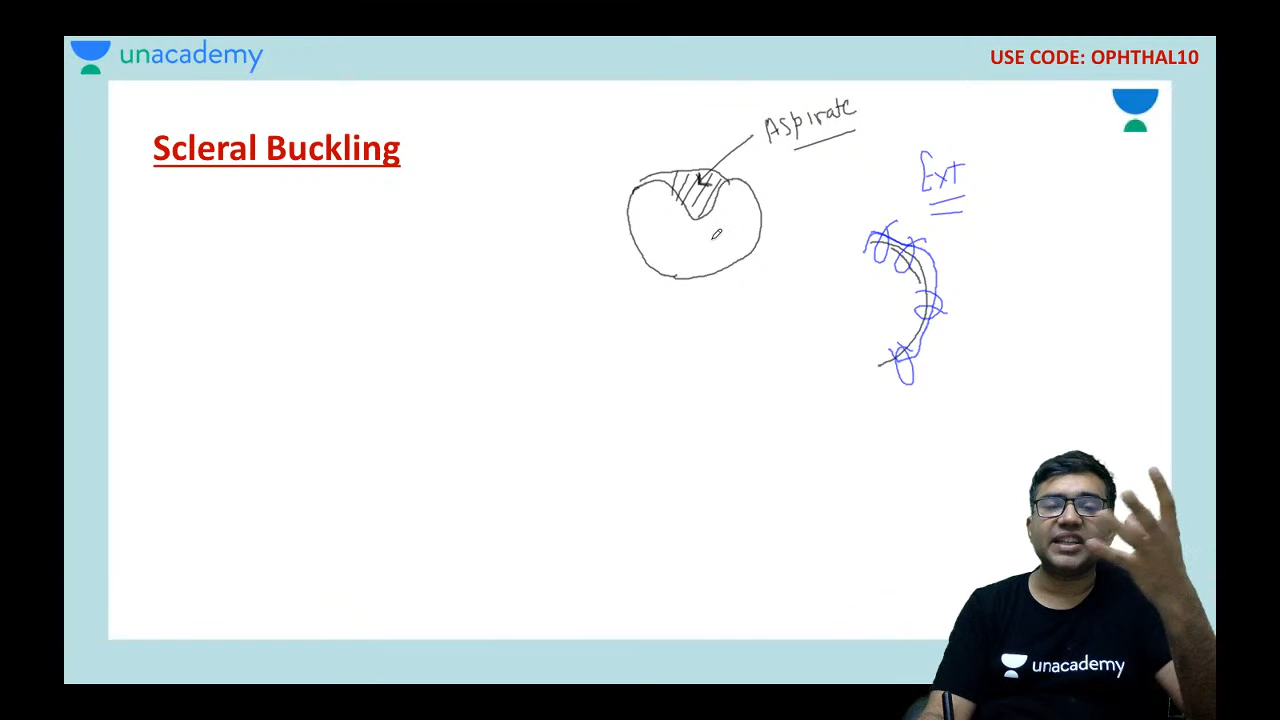 unacademy
USE CODE: OPHTHAL10
Scleral Buckling
Aspirate
Ext
unacademy